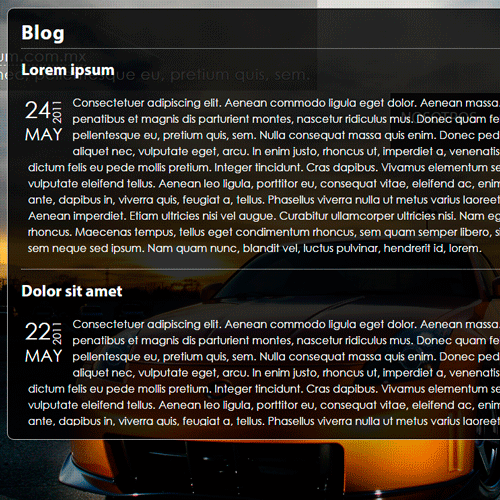 Blog
um.com.mx
nec, pellentesque eu, pretium quis, sem.
Lorem ipsum
24 2011
MAY
Consectetuer adipiscing elit. Aenean commodo ligula eget dolor. Aenean massa.
penatibus et magnis dis parturient montes, nascetur ridiculus mus. Donec quam fe
pellentesque eu, pretium quis, sem. Nulla consequat massa quis enim. Donec ped
aliquet nec, vulputate eget, arcu. In enim justo, rhoncus ut, imperdiet a, venenatis
dictum felis eu pede mollis pretium. Integer tincidunt. Cras dapibus. Vivamus elementum se
vulputate eleifend tellus. Aenean leo ligula, porttitor eu, consequat vitae, eleifend ac, enim
ante, dapibus in, viverra quis, feugiat a, tellus. Phasellus viverra nulla ut metus varius laoreet
Aenean imperdiet. Etiam ultricies nisi vel augue. Curabitur ullamcorper ultricies nisi. Nam eg
rhoncus. Maecenas tempus, tellus eget condimentum rhoncus, sem quam semper libero, si
sem neque sed ipsum. Nam quam nunc, blandit vel, luctus pulvinar, hendrerit id, lorem.
Dolor sit amet
22 2011
MAY
Consectetuer adipiscing elit. Aenean commodo ligula eget dolor. Aenean massa.
penatibus et magnis dis parturient montes, nascetur ridiculus mus. Donec quam fe
pellentesque eu, pretium quis, sem. Nulla consequat massa quis enim. Donec ped
aliquet nec, vulputate eget, arcu. In enim justo, rhoncus ut, imperdiet a, venenatis
dictum felis eu pede mollis pretium. Integer tincidunt. Cras dapibus. Vivamus elementum se
vulputate eleifend tellus. Aenean leo ligula, porttitor eu, consequat vitae, eleifend ac, enim
ante, dapibus in, viverra quis, feugiat a, tellus. Phasellus viverra nulla ut metus varius laoreet